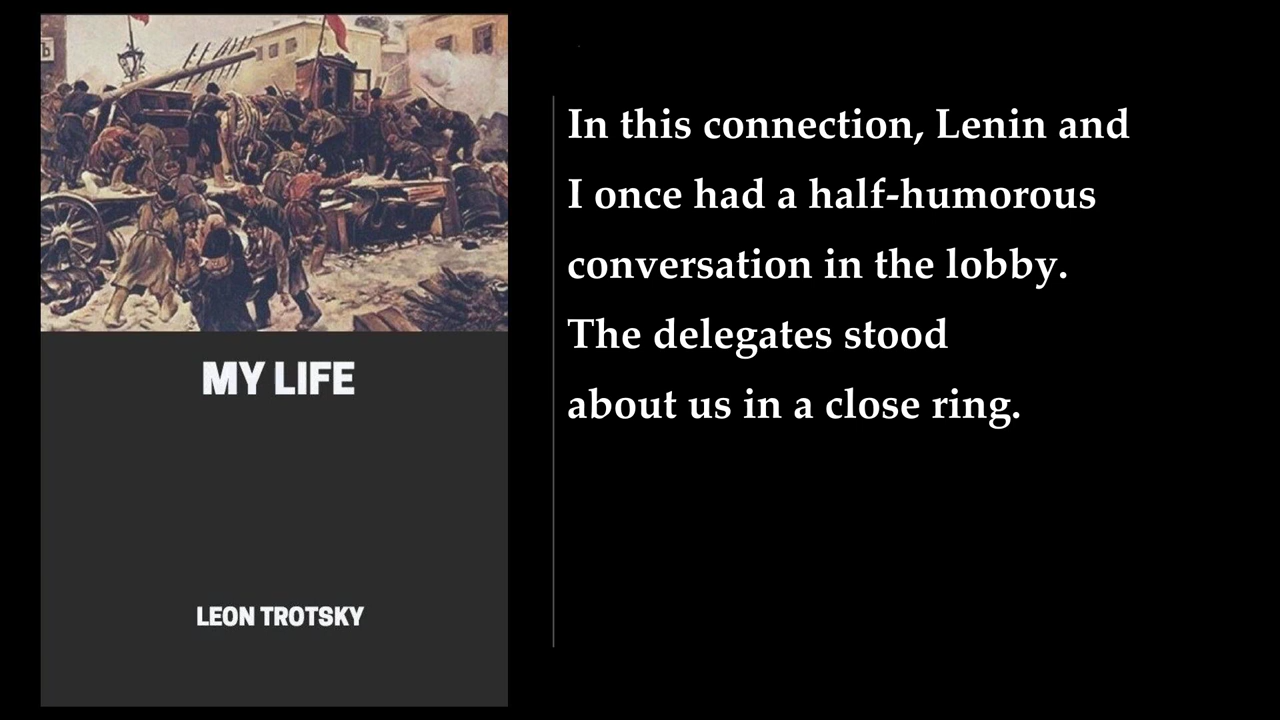 MY LIFE
LEON TROTSKY
In this connection, Lenin and
I once had a half-humorous
conversation in the lobby.
The delegates stood
about us in a close ring.